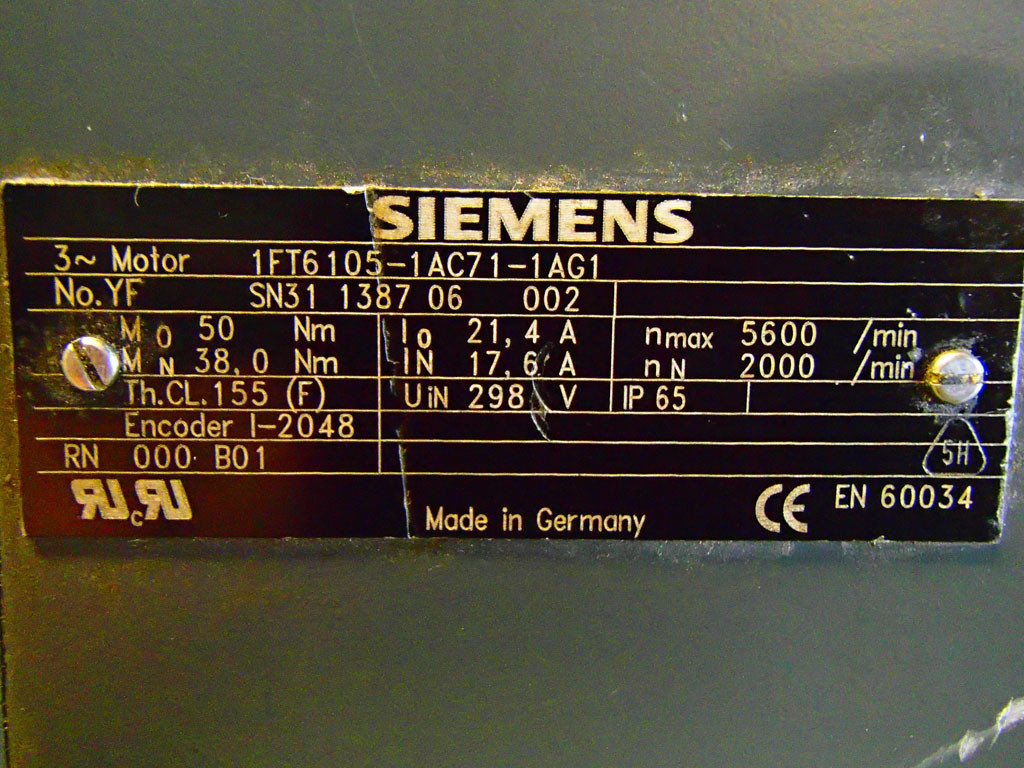 SIEMENS
3~ Motor 1FT6105-1AC71-1AG1
No.YF SN31 1387 06 002
M0 50 Nm I0 21,4 A nmax 5600 /min
MN 38,0 Nm IN 17,6 A nN 2000 /min
Th.CL.155 (F) UiN 298 V IP 65
Encoder I-2048
RN 000 B01 5H
RU cRU Made in Germany CE EN 60034